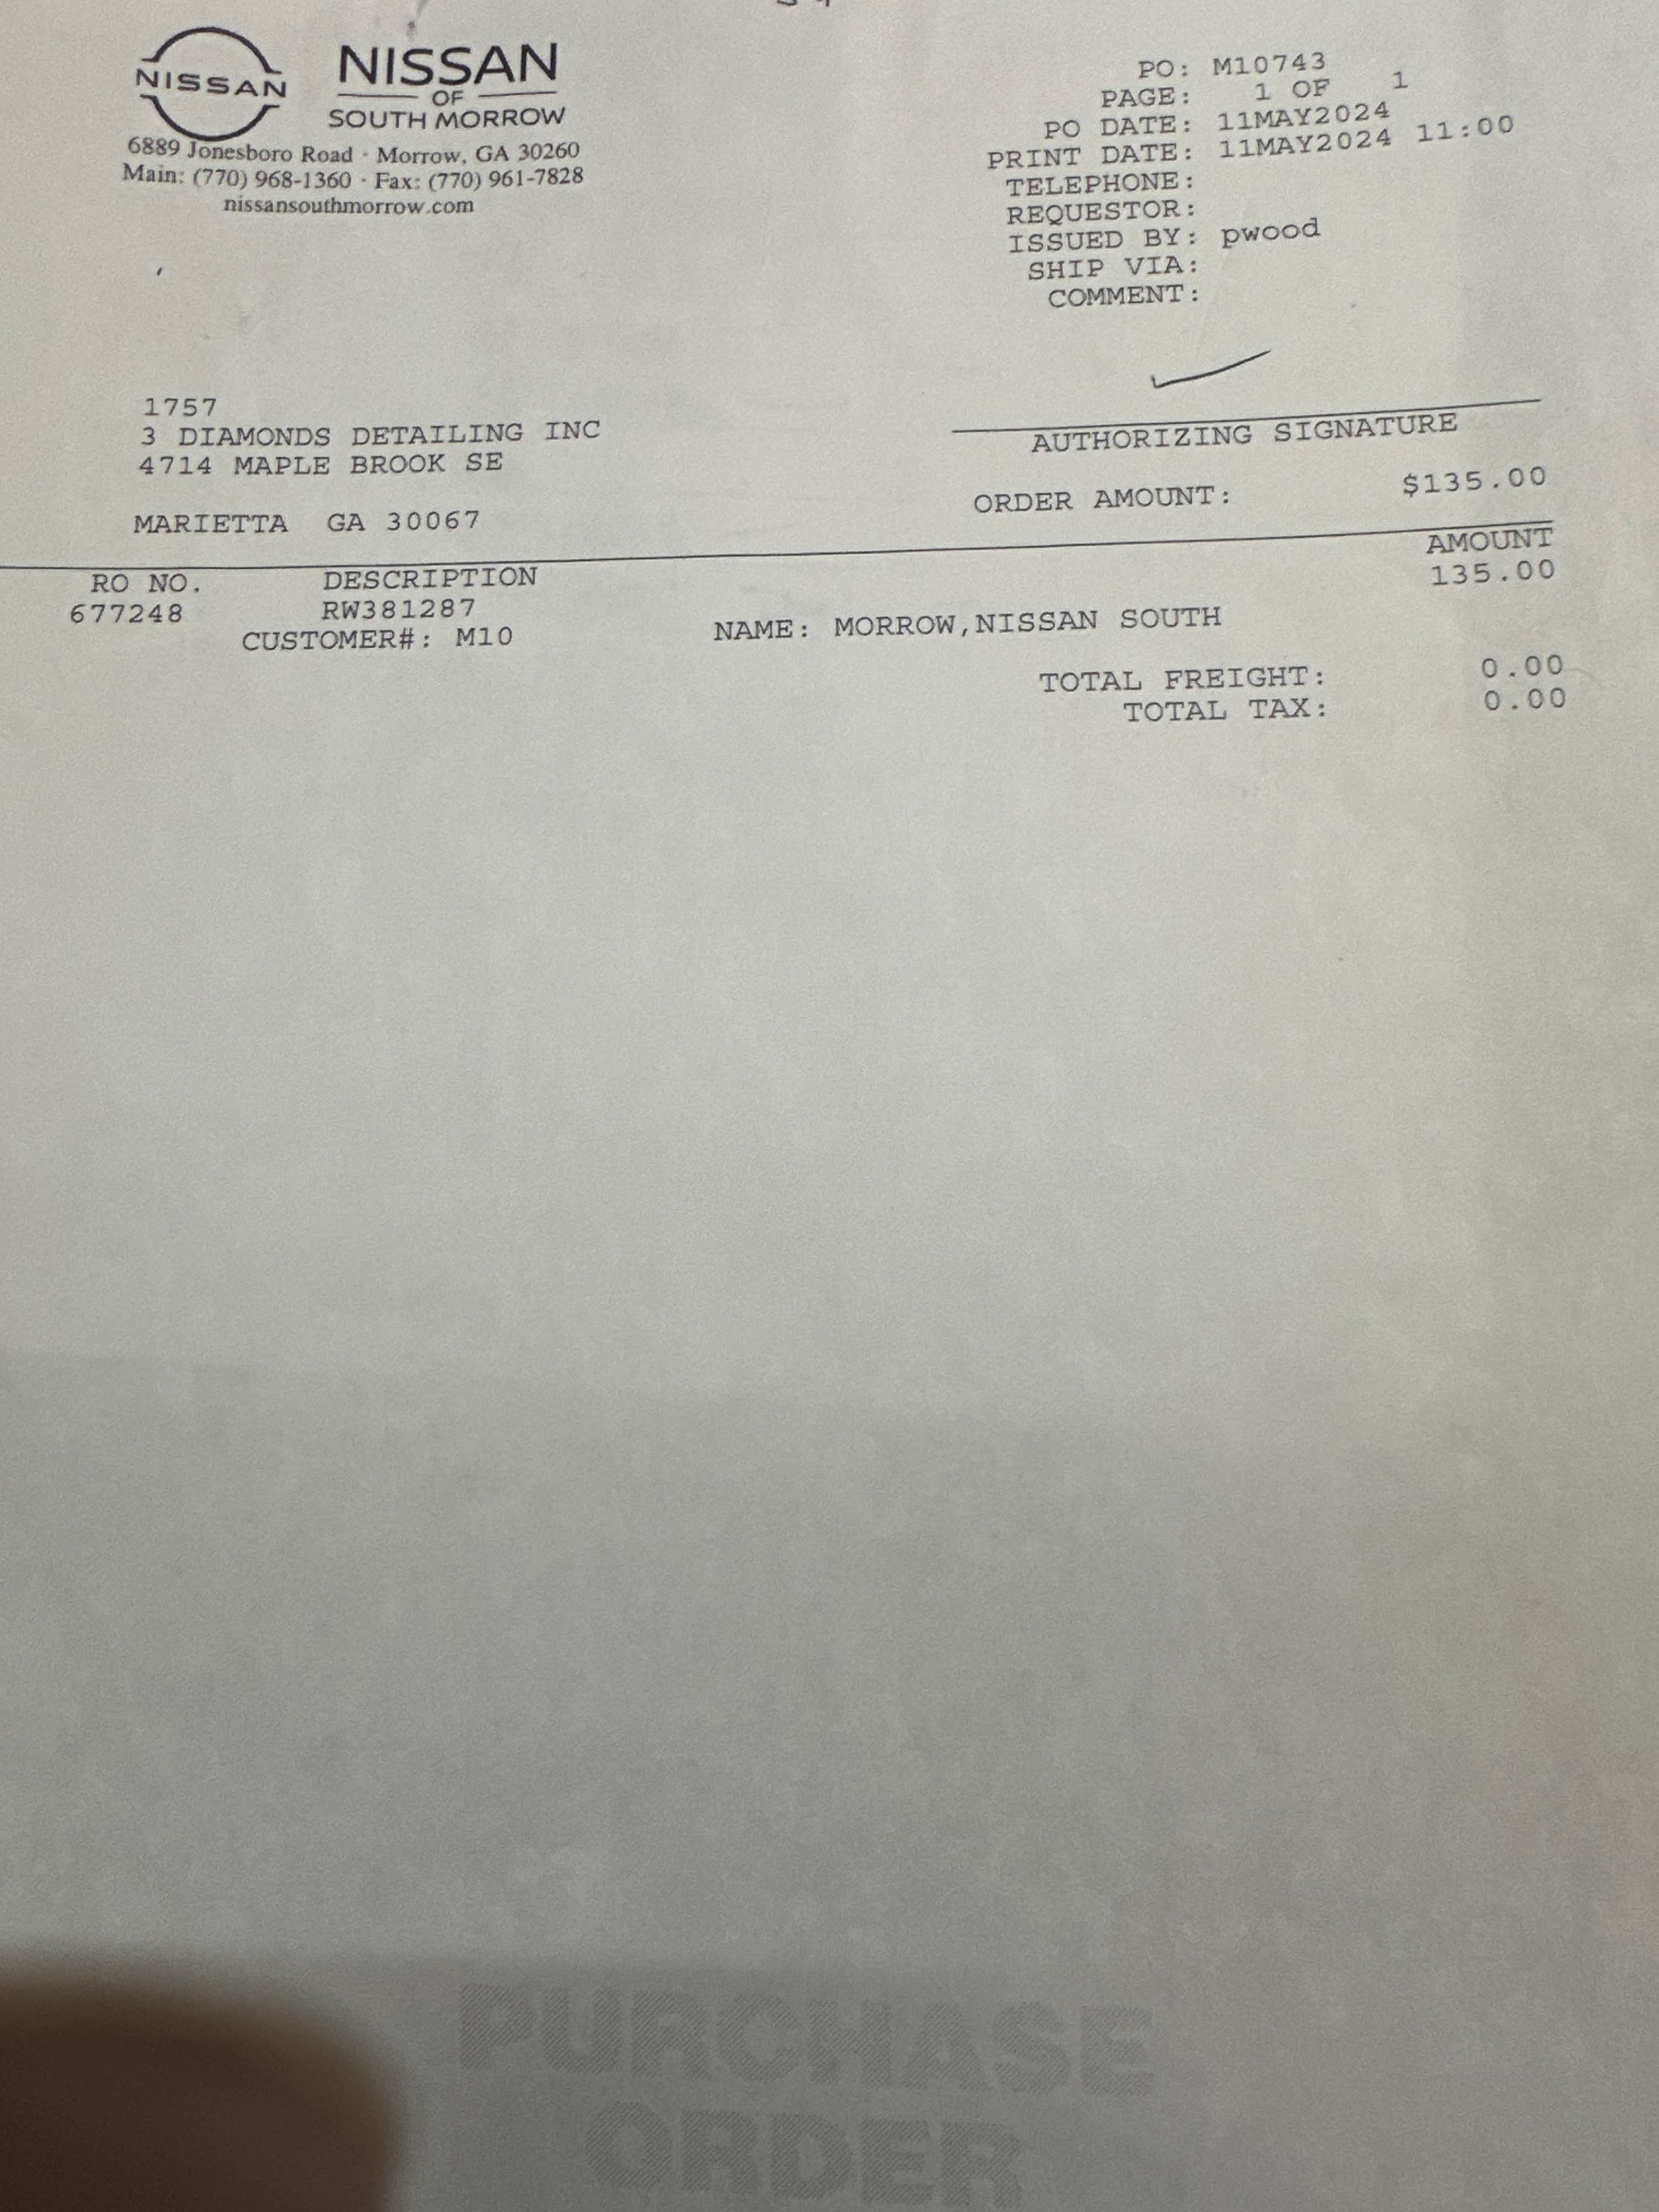 NISSAN
NISSAN
OF
SOUTH MORROW
6889 Jonesboro Road · Morrow, GA 30260
Main: (770) 968-1360 · Fax: (770) 961-7828
nissansouthmorrow.com
PO: M10743
PAGE: 1 OF 1
PO DATE: 11MAY2024
PRINT DATE: 11MAY2024 11:00
TELEPHONE:
REQUESTOR:
ISSUED BY: pwood
SHIP VIA:
COMMENT:
1757
3 DIAMONDS DETAILING INC
4714 MAPLE BROOK SE
MARIETTA GA 30067
AUTHORIZING SIGNATURE
ORDER AMOUNT: $135.00
RO NO. DESCRIPTION AMOUNT
677248 RW381287 135.00
CUSTOMER#: M10 NAME: MORROW,NISSAN SOUTH
TOTAL FREIGHT: 0.00
TOTAL TAX: 0.00
PURCHASE
ORDER